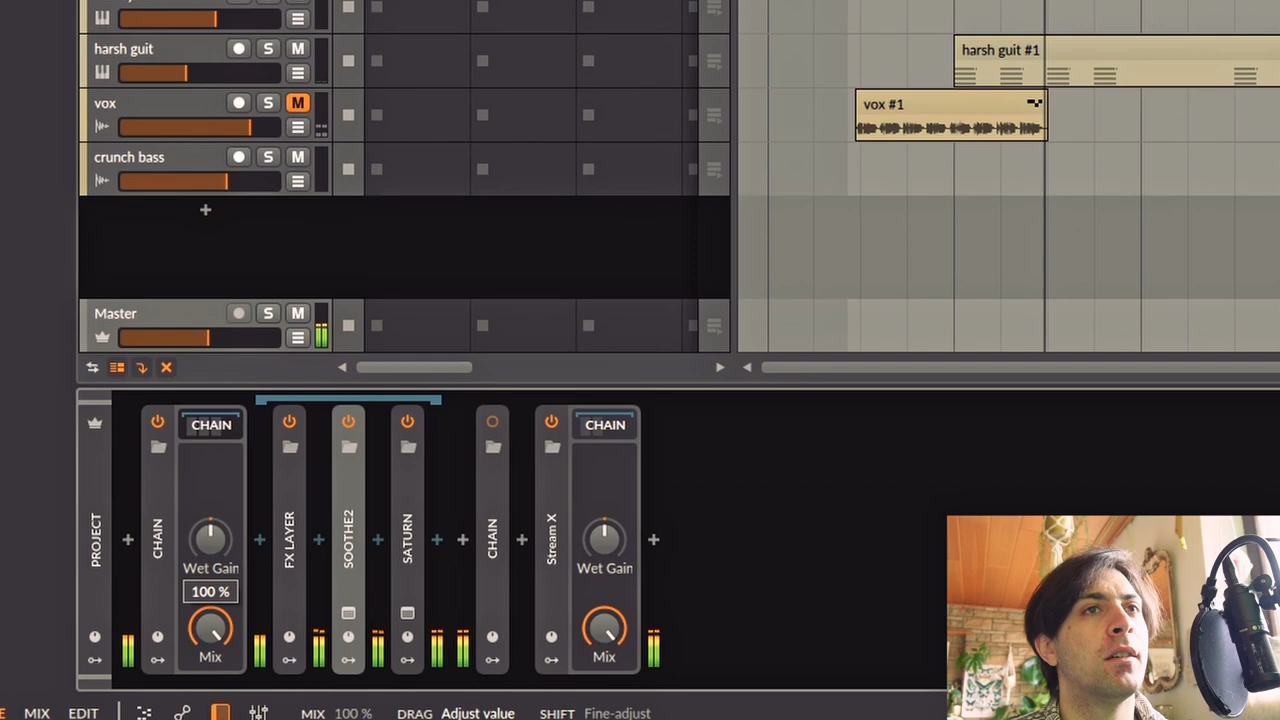 harsh guit S M harsh guit #1
vox S M vox #1
crunch bass S M
Master S M
CHAIN CHAIN
PROJECT CHAIN FX LAYER SOOTHE2 SATURN CHAIN Stream X
Wet Gain Wet Gain
100 %
Mix Mix
E MIX EDIT MIX 100 % DRAG Adjust value SHIFT Fine-adjust